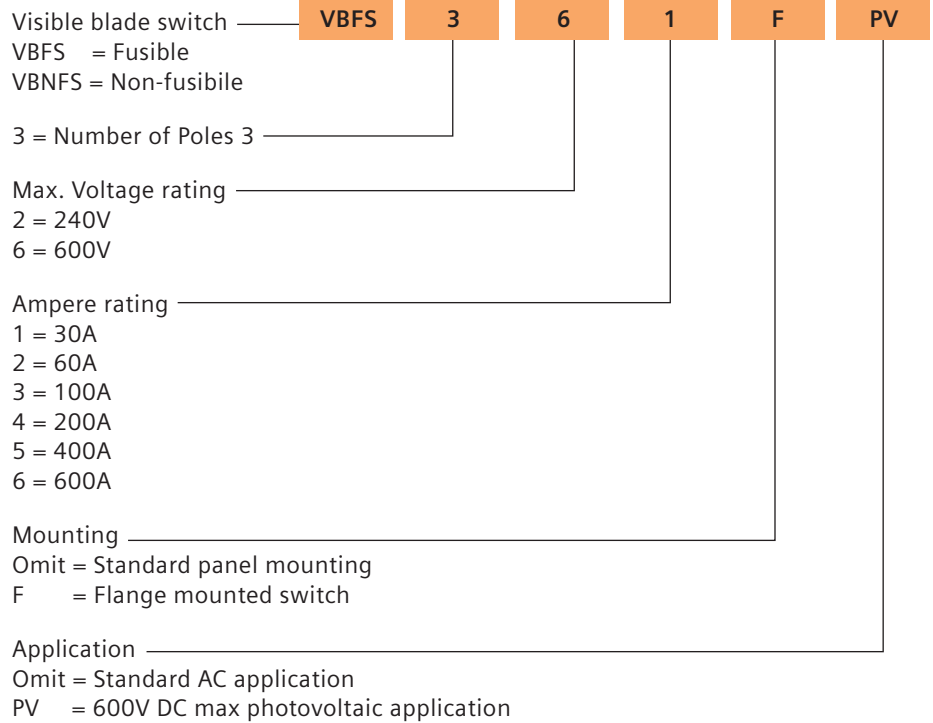 Visible blade switch VBFS 3 6 1 F PV
VBFS = Fusible
VBNFS = Non-fusibile
3 = Number of Poles 3
Max. Voltage rating
2 = 240V
6 = 600V
Ampere rating
1 = 30A
2 = 60A
3 = 100A
4 = 200A
5 = 400A
6 = 600A
Mounting
Omit = Standard panel mounting
F = Flange mounted switch
Application
Omit = Standard AC application
PV = 600V DC max photovoltaic application